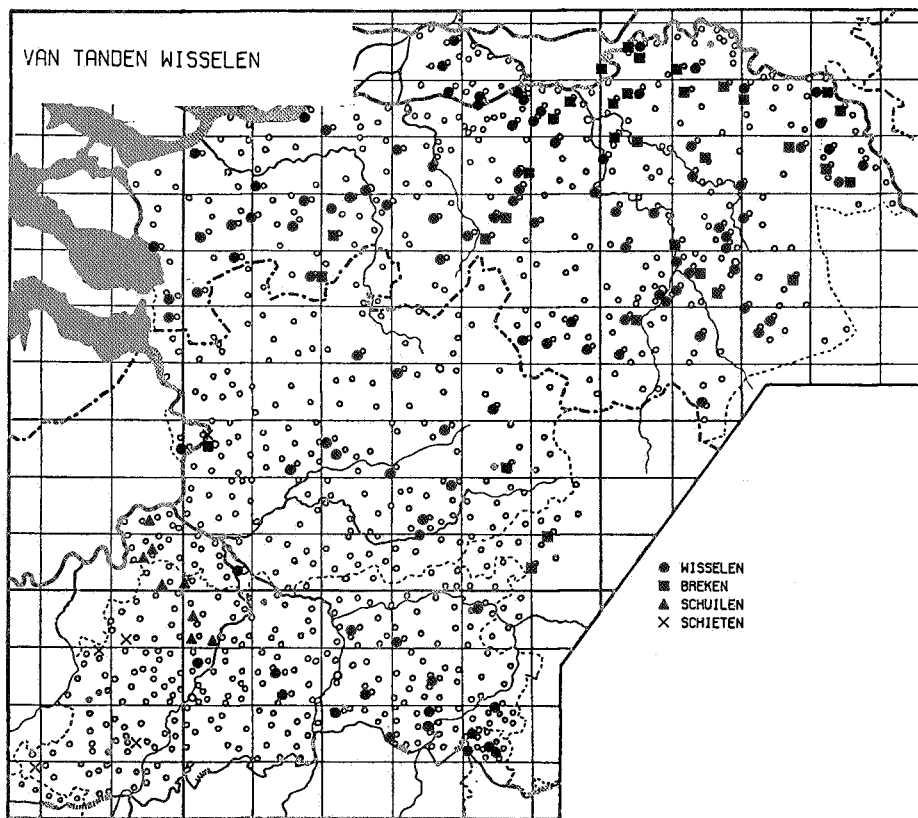 VAN TANDEN WISSELEN
WISSELEN
BREKEN
SCHUILEN
SCHIETEN